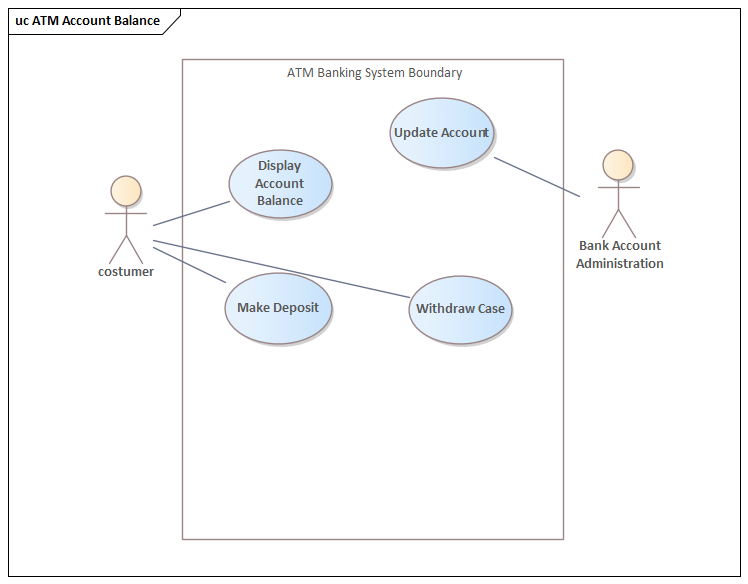 uc ATM Account Balance
ATM Banking System Boundary
Update Account
Display
Account
Balance
costumer
Bank Account
Administration
Make Deposit
Withdraw Case